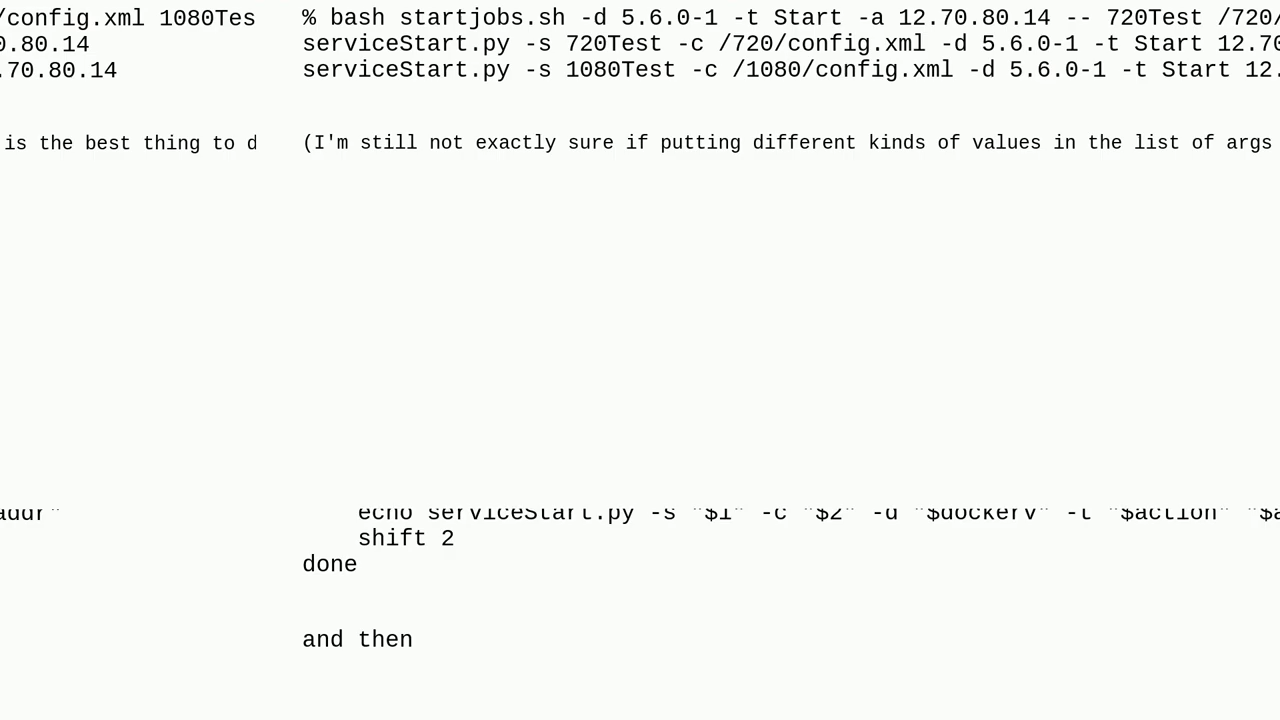 /config.xml 1080Tes
0.80.14
.70.80.14
is the best thing to d
addr"
% bash startjobs.sh -d 5.6.0-1 -t Start -a 12.70.80.14 -- 720Test /720/
serviceStart.py -s 720Test -c /720/config.xml -d 5.6.0-1 -t Start 12.70
serviceStart.py -s 1080Test -c /1080/config.xml -d 5.6.0-1 -t Start 12.
(I'm still not exactly sure if putting different kinds of values in the list of args
echo serviceStart.py -s "$1" -c "$2" -d "$dockerv" -t "$action" "$a
shift 2
done
and then